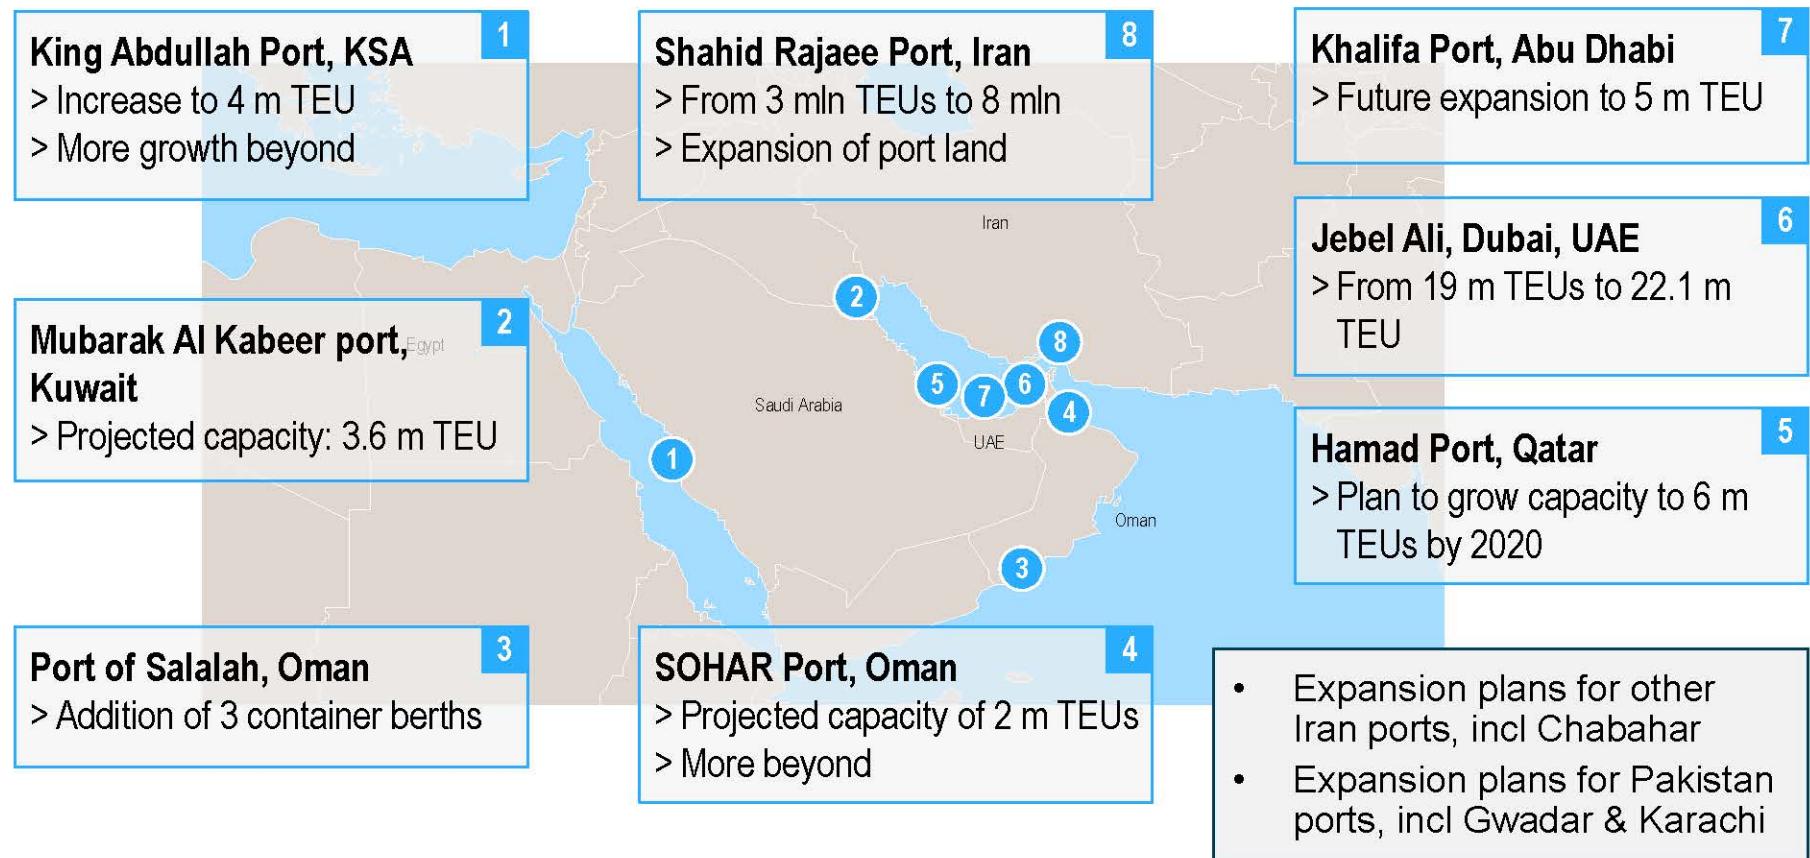 King Abdullah Port, KSA
1
> Increase to 4 m TEU
> More growth beyond
Shahid Rajaee Port, Iran
8
> From 3 mln TEUs to 8 mln
> Expansion of port land
Khalifa Port, Abu Dhabi
7
> Future expansion to 5 m TEU
Jebel Ali, Dubai, UAE
6
> From 19 m TEUs to 22.1 m
TEU
Mubarak Al Kabeer port,
Kuwait
2
> Projected capacity: 3.6 m TEU
Hamad Port, Qatar
5
> Plan to grow capacity to 6 m
TEUs by 2020
Port of Salalah, Oman
3
> Addition of 3 container berths
SOHAR Port, Oman
4
> Projected capacity of 2 m TEUs
> More beyond
• Expansion plans for other
Iran ports, incl Chabahar
• Expansion plans for Pakistan
ports, incl Gwadar & Karachi
Iran
Egypt
Saudi Arabia
UAE
Oman
2
8
5
7
6
4
1
3